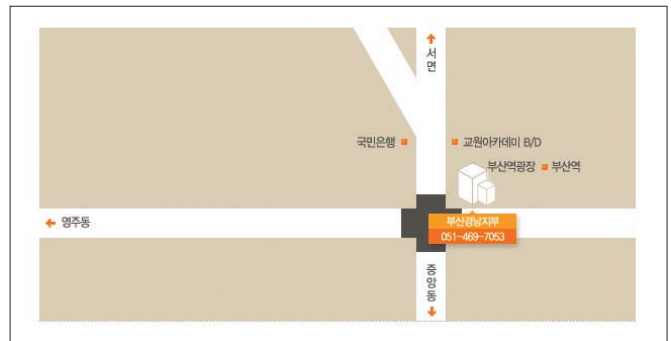 서면
국민은행
교원아카데미 B/D
부산역광장
부산역
영주동
부산경남지부
051-469-7053
중앙동